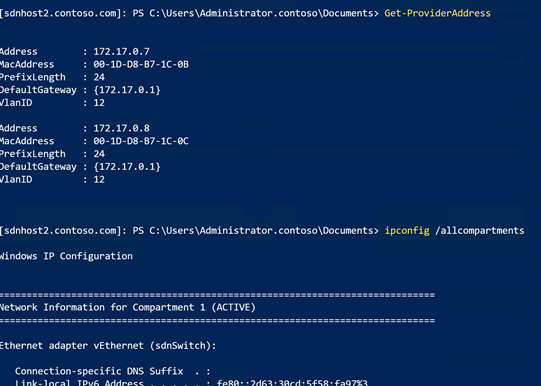 [sdnhost2.contoso.com]: PS C:\Users\Administrator.contoso\Documents> Get-ProviderAddress
Address : 172.17.0.7
MacAddress : 00-1D-D8-B7-1C-0B
PrefixLength : 24
DefaultGateway : {172.17.0.1}
VlanID : 12
Address : 172.17.0.8
MacAddress : 00-1D-D8-B7-1C-0C
PrefixLength : 24
DefaultGateway : {172.17.0.1}
VlanID : 12
[sdnhost2.contoso.com]: PS C:\Users\Administrator.contoso\Documents> ipconfig /allcompartments
Windows IP Configuration
==============================================================================
Network Information for Compartment 1 (ACTIVE)
==============================================================================
Ethernet adapter vEthernet (sdnSwitch):
Connection-specific DNS Suffix . :
Link-local IPv6 Address . . . . . : fe80::2d63:30cd:5f58:fa97%3